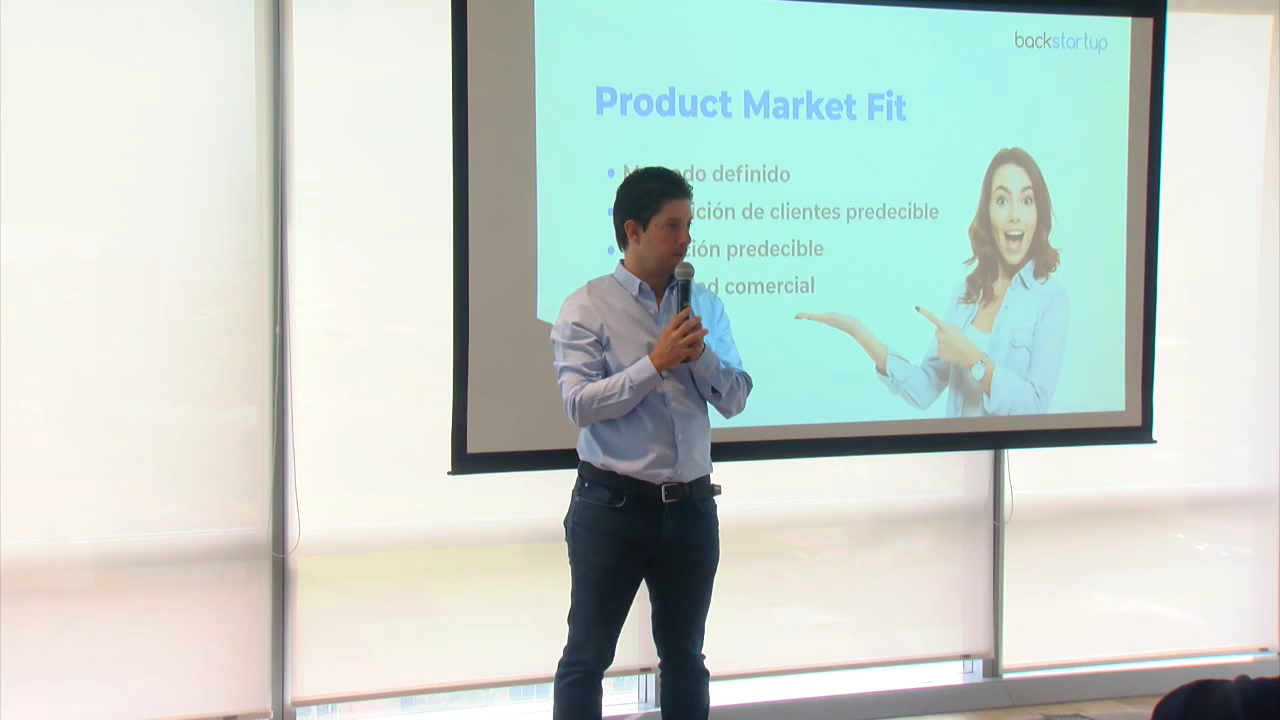 backstartup
Product Market Fit
definido
de clientes predecible
predecible
comercial